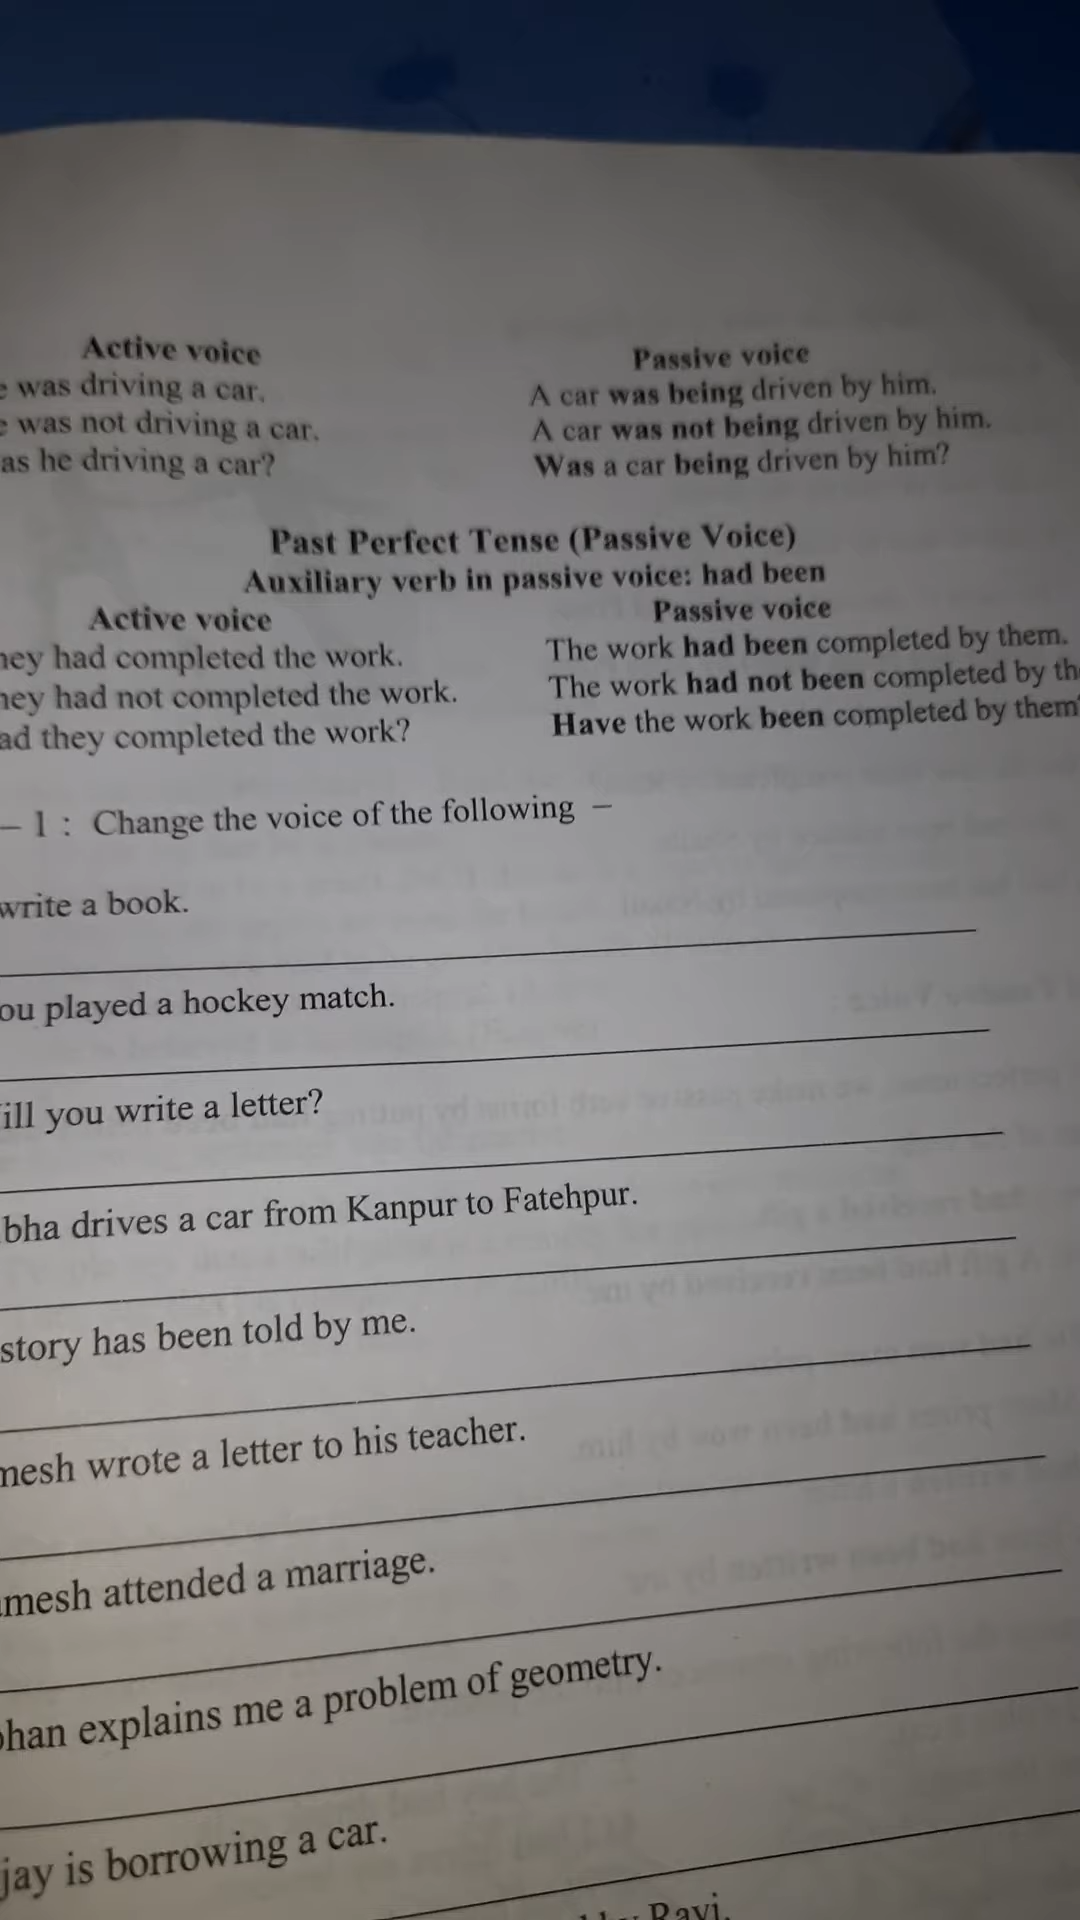 Active voice Passive voice
e was driving a car. A car was being driven by him.
e was not driving a car. A car was not being driven by him.
as he driving a car? Was a car being driven by him?
Past Perfect Tense (Passive Voice)
Auxiliary verb in passive voice: had been
Active voice Passive voice
hey had completed the work. The work had been completed by them.
hey had not completed the work. The work had not been completed by th
ad they completed the work? Have the work been completed by them
– 1 : Change the voice of the following –
write a book.
ou played a hockey match.
ill you write a letter?
bha drives a car from Kanpur to Fatehpur.
story has been told by me.
mesh wrote a letter to his teacher.
mesh attended a marriage.
ohan explains me a problem of geometry.
jay is borrowing a car.
Ravi.